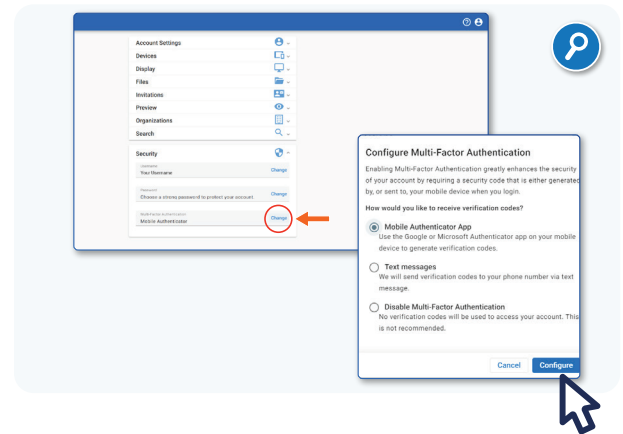 Account Settings
Devices
Display
Files
Invitations
Preview
Organizations
Search
Security
Username
Your Username
Change
Password
Choose a strong password to protect your account
Change
Multi-Factor Authentication
Mobile Authenticator
Change
Configure Multi-Factor Authentication
Enabling Multi-Factor Authentication greatly enhances the security
of your account by requiring a security code that is either generated
by, or sent to, your mobile device when you login.
How would you like to receive verification codes?
Mobile Authenticator App
Use the Google or Microsoft Authenticator app on your mobile
device to generate verification codes.
Text messages
We will send verification codes to your phone number via text
message.
Disable Multi-Factor Authentication
No verification codes will be used to access your account. This
is not recommended.
Cancel
Configure